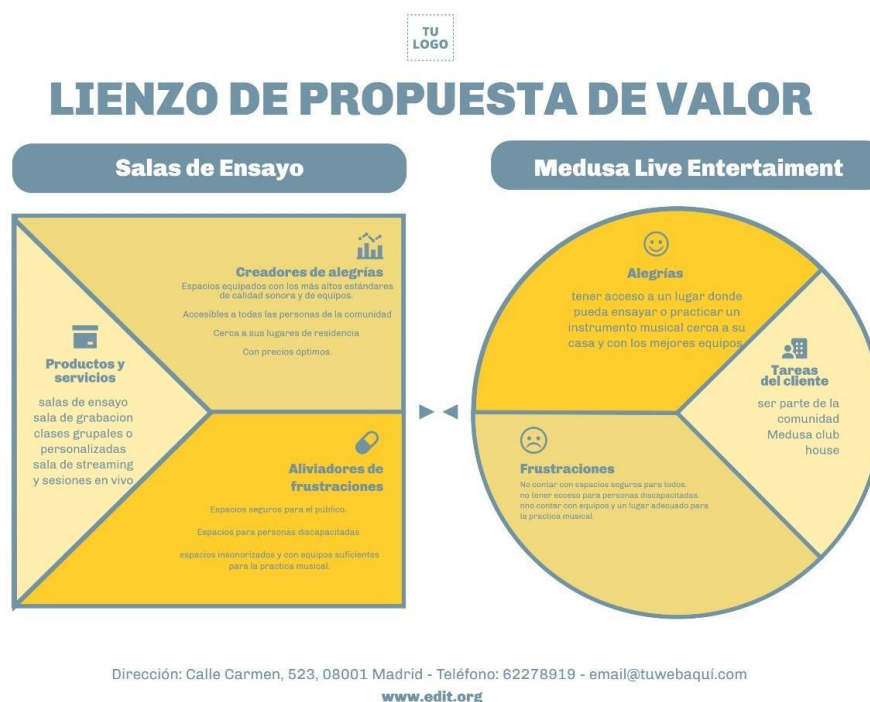 TU
LOGO
LIENZO DE PROPUESTA DE VALOR
Salas de Ensayo
Medusa Live Entertaiment
Creadores de alegrías
Espacios equipados con los más altos estándares
de calidad sonora y de equipos.
Accesibles a todas las personas de la comunidad
Cerca a sus lugares de residencia
Con precios óptimos.
Productos y
servicios
salas de ensayo
sala de grabacion
clases grupales o
personalizadas
sala de streaming
y sesiones en vivo
Aliviadores de
frustraciones
Espacios seguros para el público.
Espacios para personas discapacitadas
espacios insonorizados y con equipos suficientes
para la practica musical.
Alegrías
tener acceso a un lugar donde
pueda ensayar o practicar un
instrumento musical cerca a su
casa y con los mejores equipos
Tareas
del cliente
ser parte de la
comunidad
Medusa club
house
Frustraciones
No contar con espacios seguros para todos.
no tener ecceso para personas discapacitadas.
nno contar con equipos y un lugar adecuado para
la practica musical.
Dirección: Calle Carmen, 523, 08001 Madrid - Teléfono: 62278919 - email@tuwebaquí.com
www.edit.org